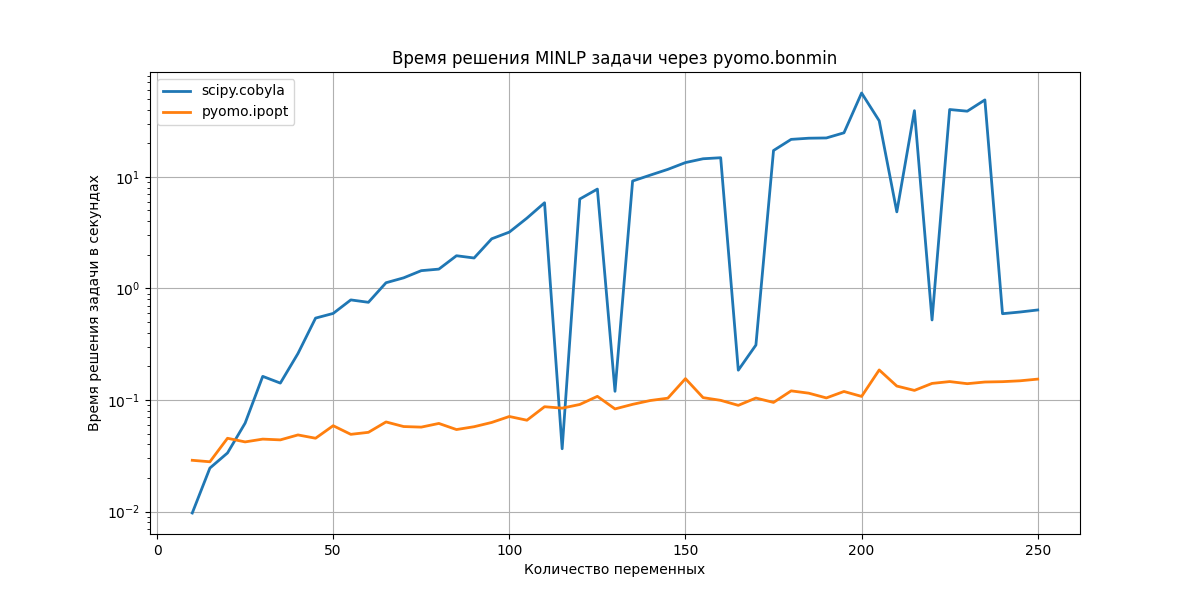 Время решения MINLP задачи через pyomo.bonmin
scipy.cobyla
pyomo.ipopt
Время решения задачи в секундах
10¹
10⁰
10⁻¹
10⁻²
0 50 100 150 200 250
Количество переменных